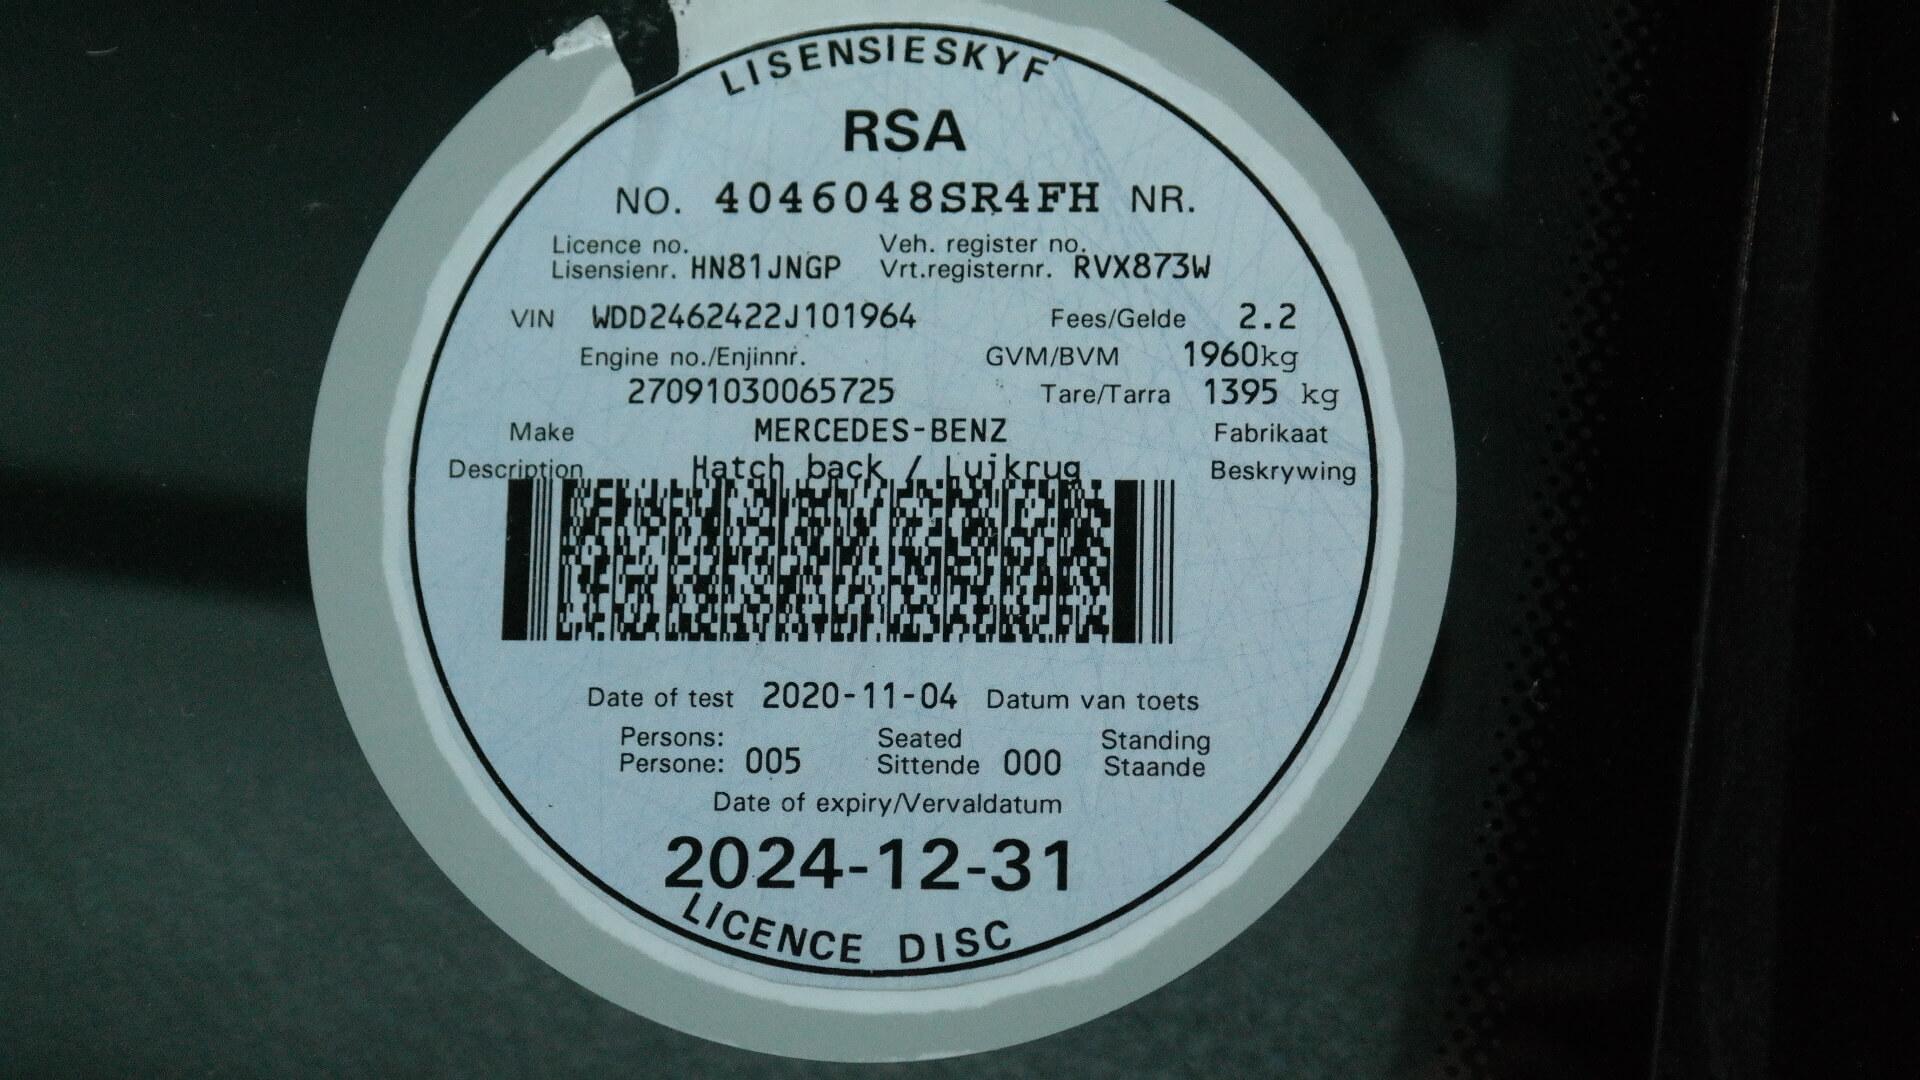 LISENSIESKYF
RSA
NO. 4046048SR4FH NR.
Licence no. Veh. register no.
Lisensienr. HN81JNGP Vrt.registernr. RVX873W
VIN WDD2462422J101964 Fees/Gelde 2.2
Engine no./Enjinnr. GVM/BVM 1960kg
27091030065725 Tare/Tarra 1395 kg
Make MERCEDES-BENZ Fabrikaat
Description Hatch back / Luikrug Beskrywing
Date of test 2020-11-04 Datum van toets
Persons: Seated Standing
Persone: 005 Sittende 000 Staande
Date of expiry/Vervaldatum
2024-12-31
LICENCE DISC